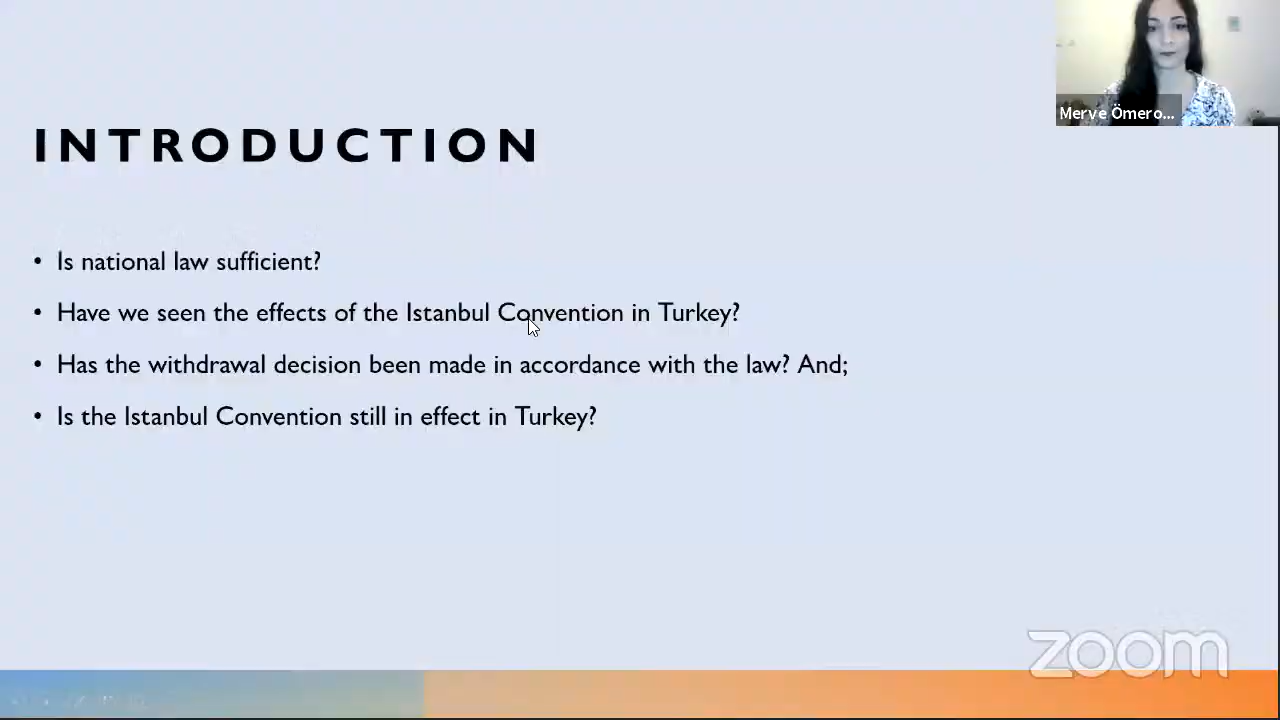 Merve Ömero...
INTRODUCTION
• Is national law sufficient?
• Have we seen the effects of the Istanbul Convention in Turkey?
• Has the withdrawal decision been made in accordance with the law? And;
• Is the Istanbul Convention still in effect in Turkey?
zoom